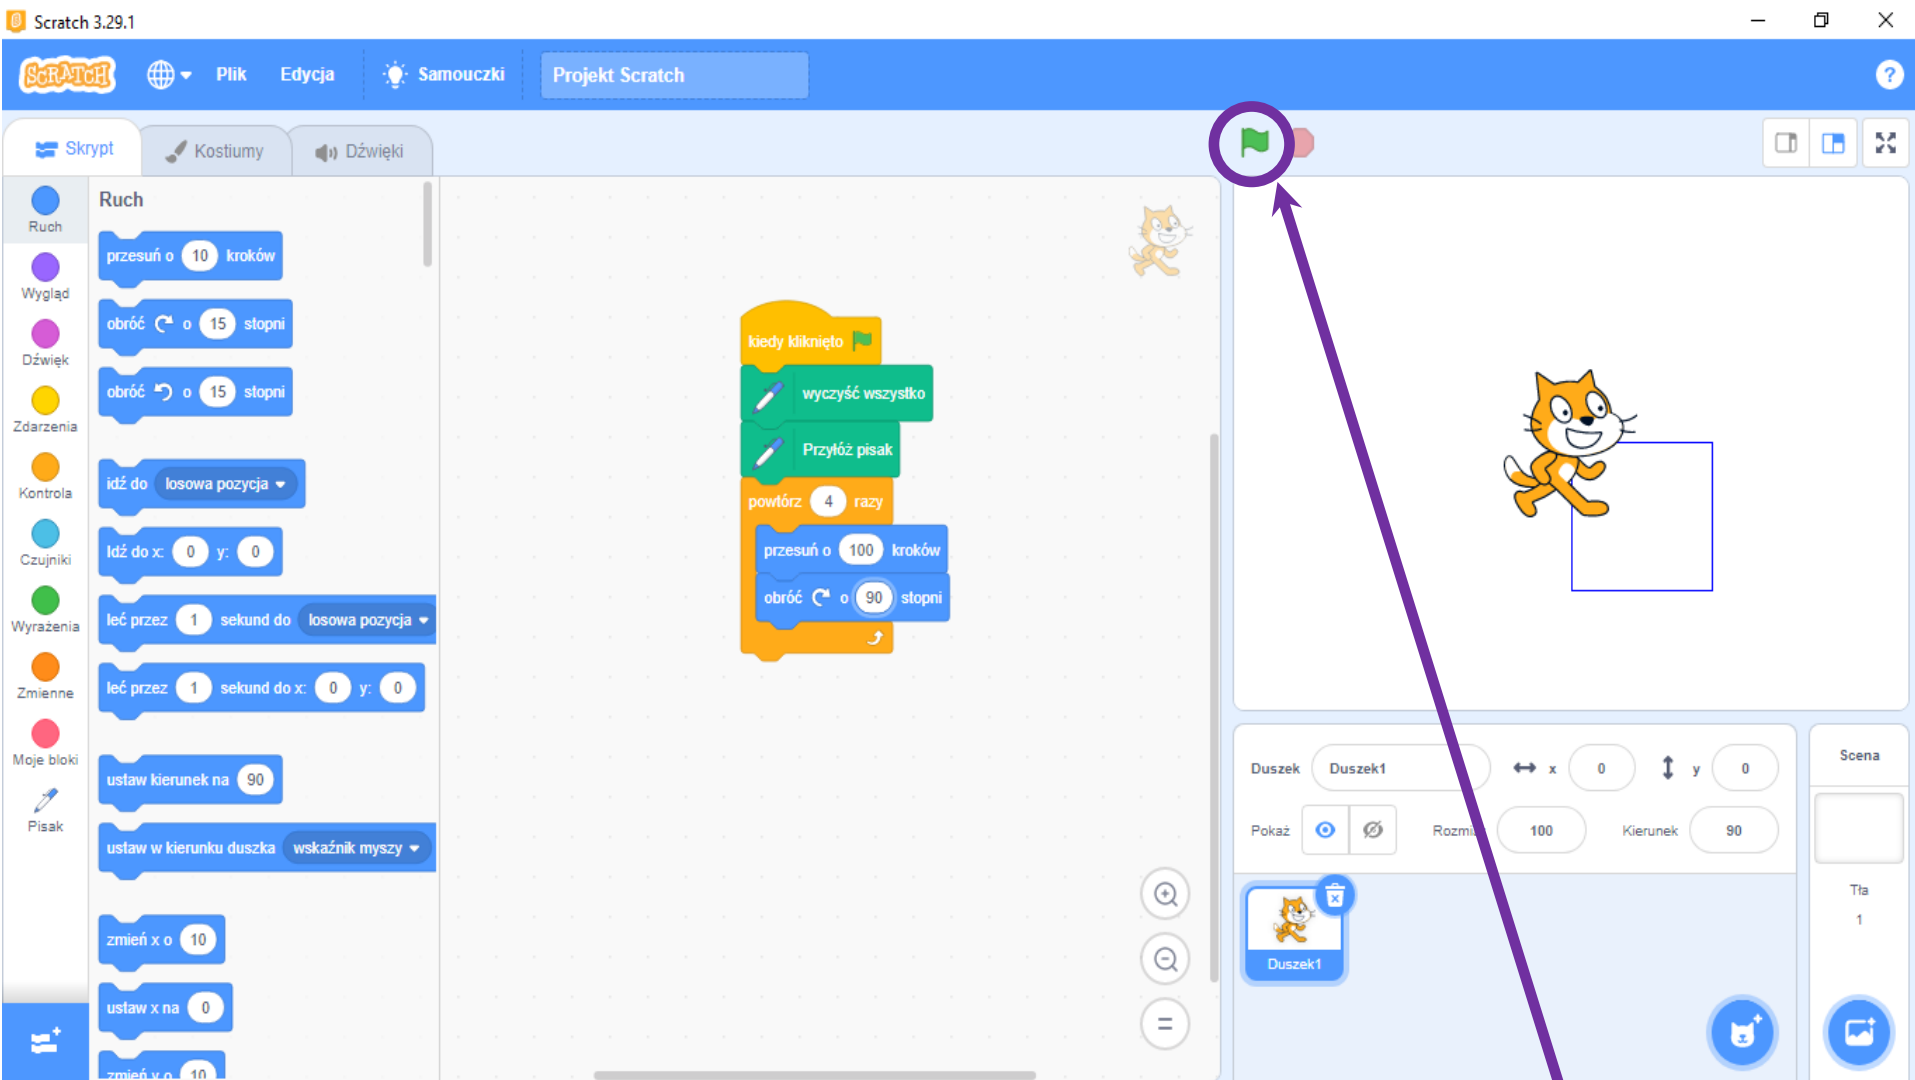 Scratch 3.29.1
SCRATCH Plik Edycja Samouczki Projekt Scratch ?
Skrypt Kostiumy Dźwięki
Ruch
Wygląd
Dźwięk
Zdarzenia
Kontrola
Czujniki
Wyrażenia
Zmienne
Moje bloki
Pisak
Ruch
przesuń o 10 kroków
obróć o 15 stopni
obróć o 15 stopni
idź do losowa pozycja
Idź do x: 0 y: 0
leć przez 1 sekund do losowa pozycja
leć przez 1 sekund do x: 0 y: 0
ustaw kierunek na 90
ustaw w kierunku duszka wskaźnik myszy
zmień x o 10
ustaw x na 0
zmień y o 10
kiedy kliknięto
wyczyść wszystko
Przyłóż pisak
powtórz 4 razy
przesuń o 100 kroków
obróć o 90 stopni
Duszek Duszek1 x 0 y 0
Pokaż 100 Kierunek 90
Duszek1
Scena
Tła
1